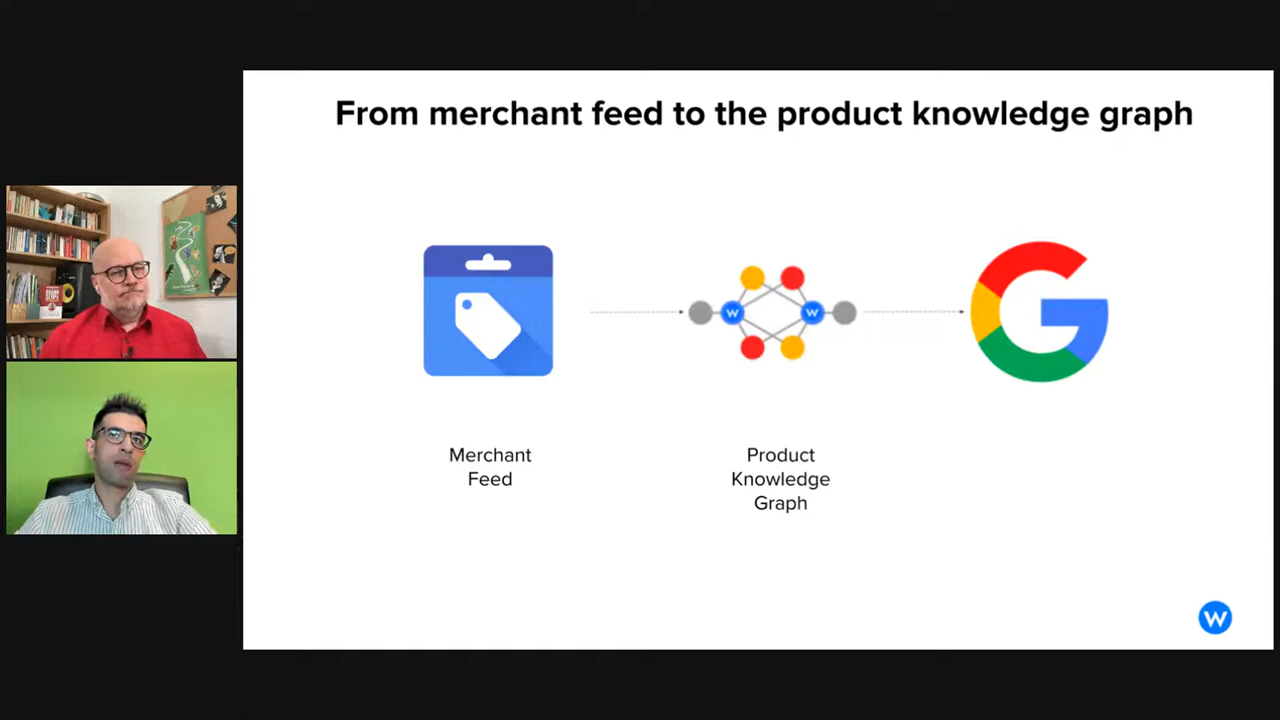 From merchant feed to the product knowledge graph
W
W
Merchant
Feed
Product
Knowledge
Graph
W